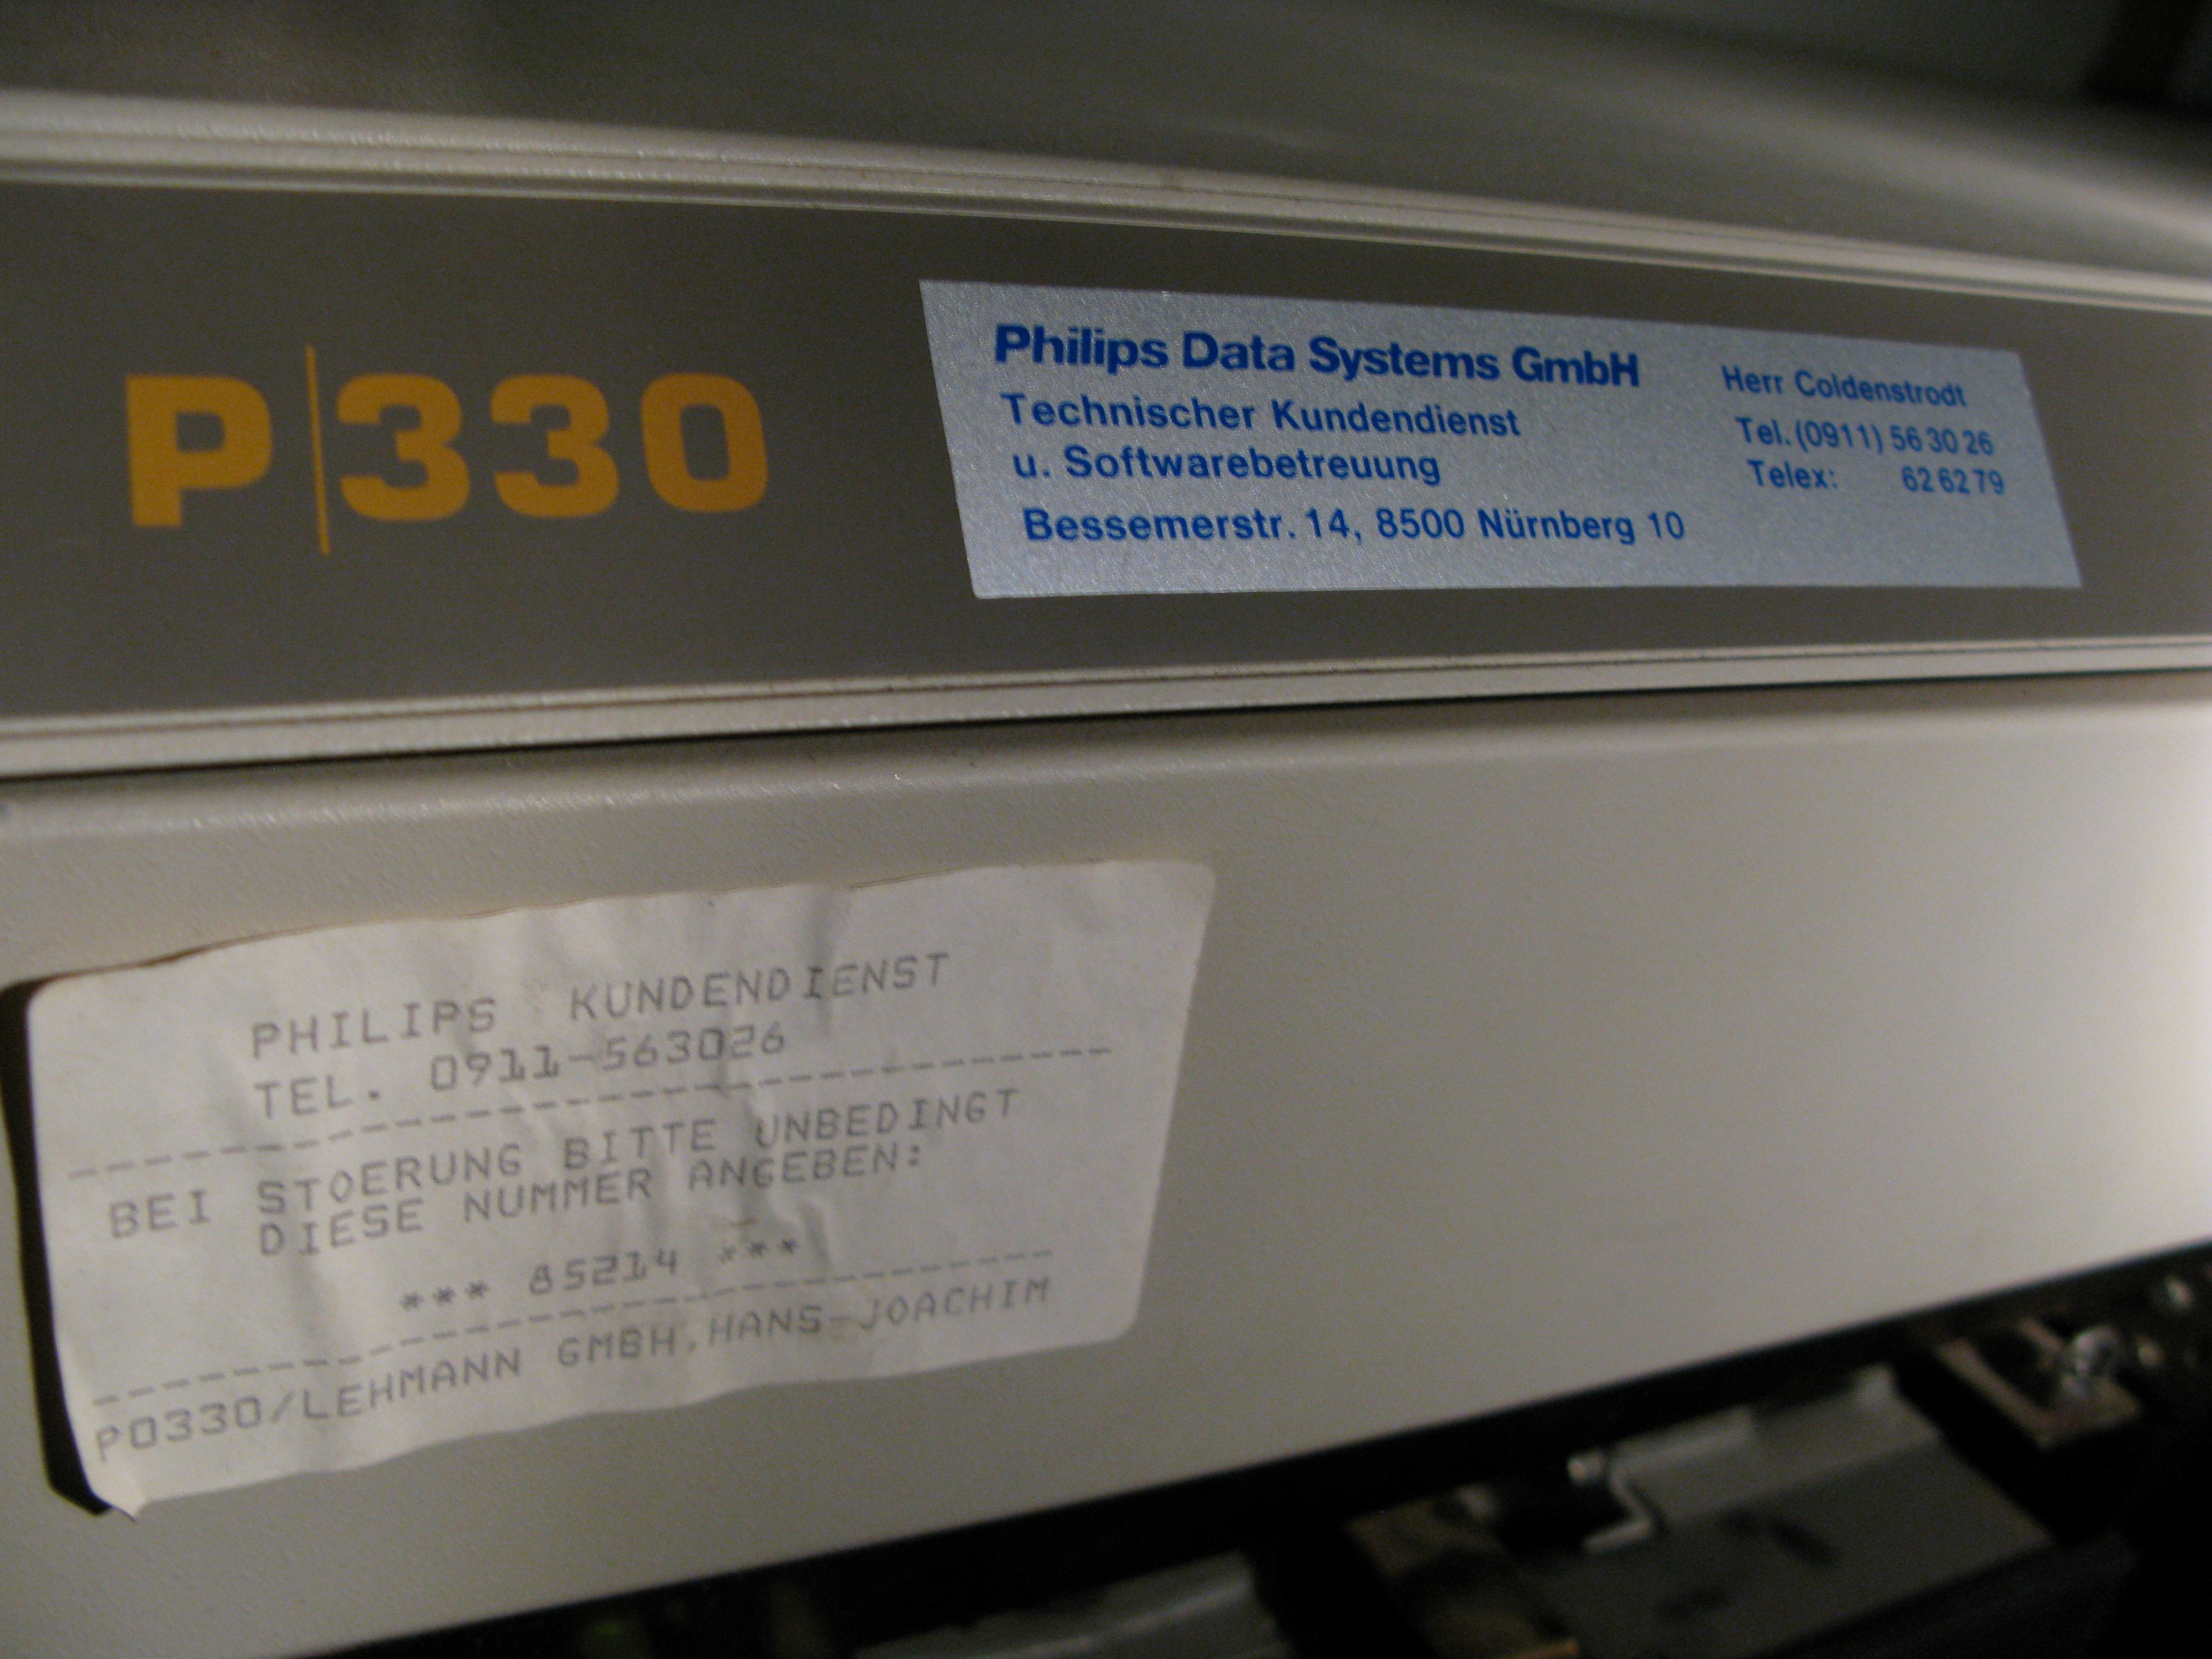 P|330
Philips Data Systems GmbH
Technischer Kundendienst
u. Softwarebetreuung
Bessemerstr. 14, 8500 Nürnberg 10
Herr Coldenstrodt
Tel. (0911) 56 30 26
Telex: 62 62 79
PHILIPS KUNDENDIENST
TEL. 0911-563026
--------------------------------
BEI STOERUNG BITTE UNBEDINGT
DIESE NUMMER ANGEBEN:
*** 85214 ***
--------------------------------
P0330/LEHMANN GMBH,HANS-JOACHIM